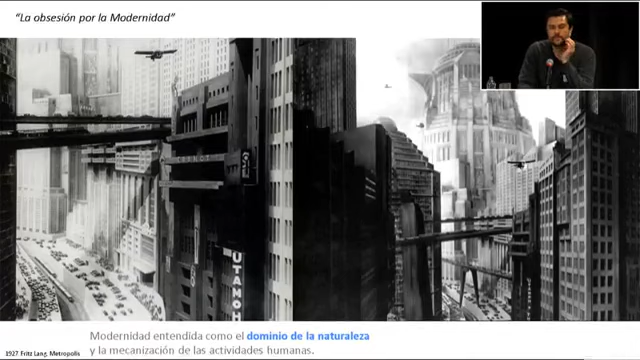 “La obsesión por la Modernidad”
UTAMOH
Modernidad entendida como el dominio de la naturaleza
y la mecanización de las actividades humanas.
1927 Fritz Lang. Metropolis